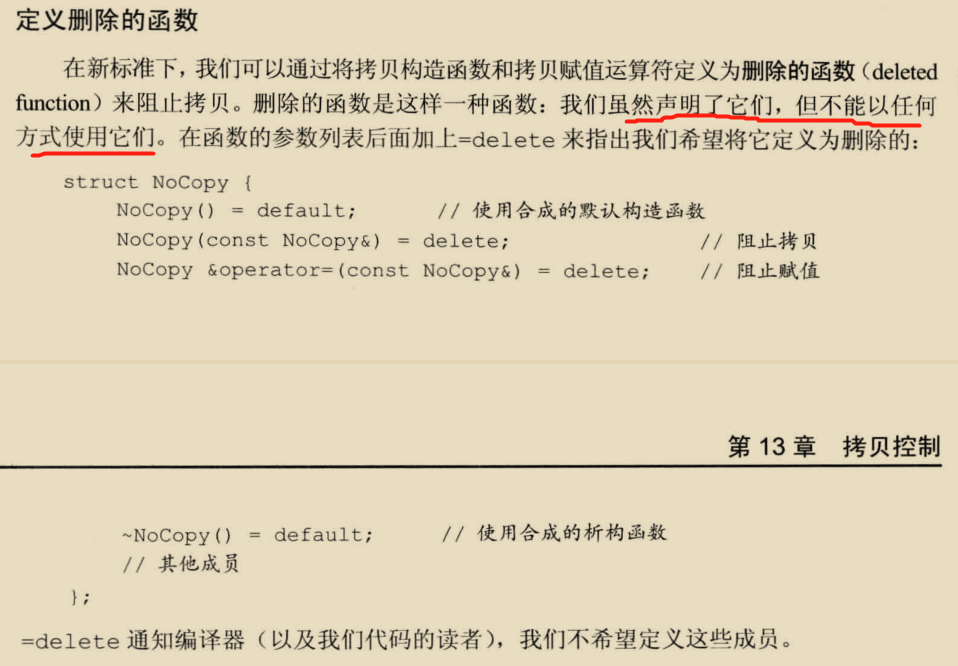 定义删除的函数
在新标准下，我们可以通过将拷贝构造函数和拷贝赋值运算符定义为删除的函数（deleted
function）来阻止拷贝。删除的函数是这样一种函数：我们虽然声明了它们，但不能以任何
方式使用它们。在函数的参数列表后面加上=delete 来指出我们希望将它定义为删除的：
struct NoCopy {
NoCopy() = default; // 使用合成的默认构造函数
NoCopy(const NoCopy&) = delete; // 阻止拷贝
NoCopy &operator=(const NoCopy&) = delete; // 阻止赋值
第 13 章 拷贝控制
~NoCopy() = default; // 使用合成的析构函数
// 其他成员
};
=delete 通知编译器（以及我们代码的读者），我们不希望定义这些成员。